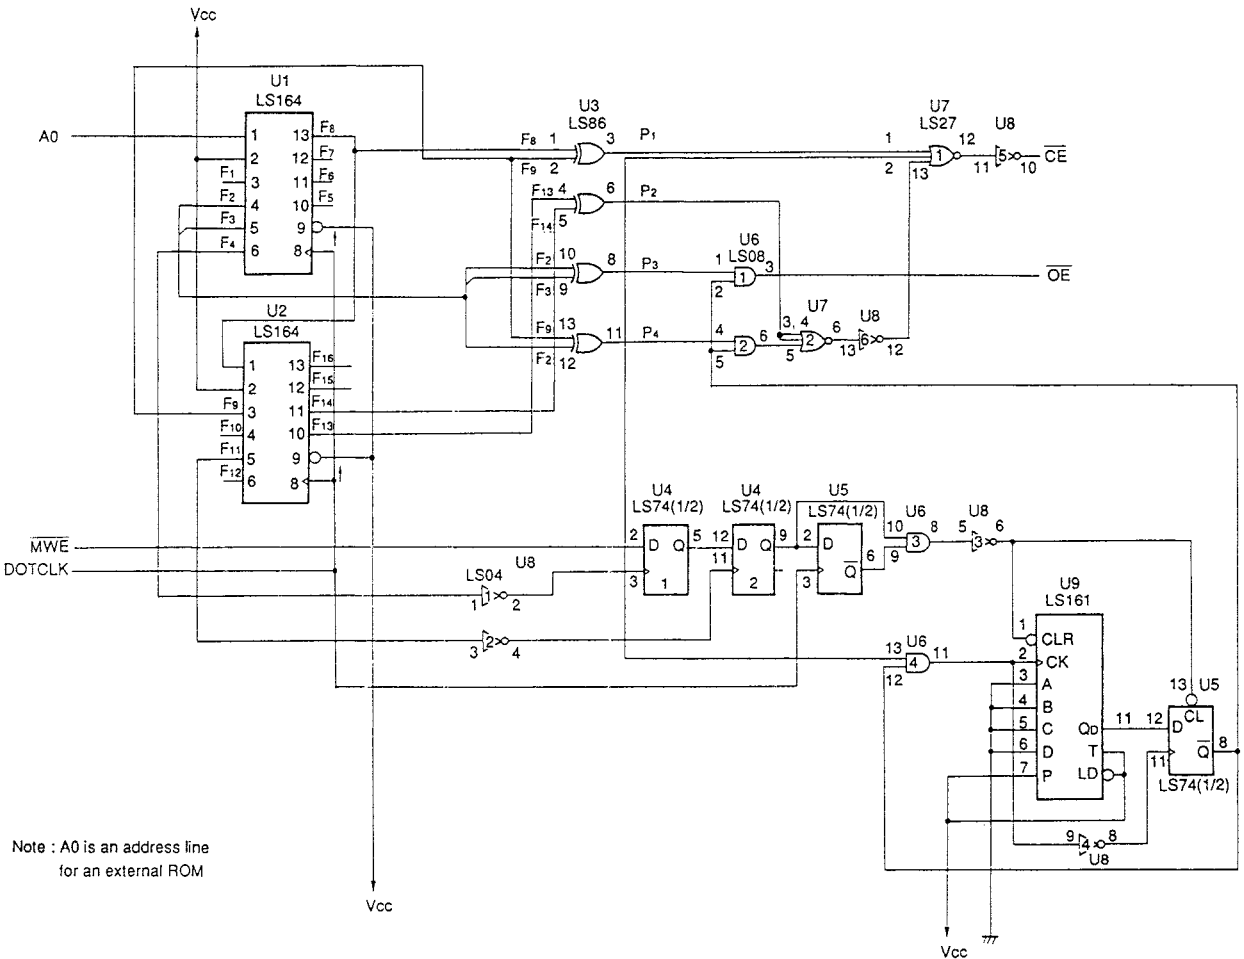 Vcc
U1
LS164
A0
1 13 F8
2 12 F7
F1 3 11 F6
F2 4 10 F5
F3 5 9
F4 6 8
U2
LS164
1 13 F16
2 12 F15
F9 3 11 F14
F10 4 10 F13
F11 5 9
F12 6 8
U3
LS86
F8 1 3 P1
F9 2
F13 4 6 P2
F14 5
F2 10 8 P3
F3 9
F9 13 11 P4
F2 12
U7
LS27
1 12
2 13 1
U8
5 11 10
CE
U6
LS08
1 3
2 1
OE
4 6
5 2
U7
3, 4 6
5 2
U8
13 6 12
MWE
DOTCLK
LS04 U8
1 1 2
3 2 4
U4
LS74(1/2)
2 D Q 5
3 1
U4
LS74(1/2)
12 D Q 9
11 2
U5
LS74(1/2)
2 D
3 Q 6
U6
10 8
9 3
U8
5 3 6
U6
13 11
12 4
U9
LS161
1 CLR
2 CK
3 A
4 B
5 C QD 11
6 D T
7 P LD
13 U5
CL
12 D
11 Q 8
LS74(1/2)
9 4 8
U8
Note : A0 is an address line
for an external ROM
Vcc
Vcc